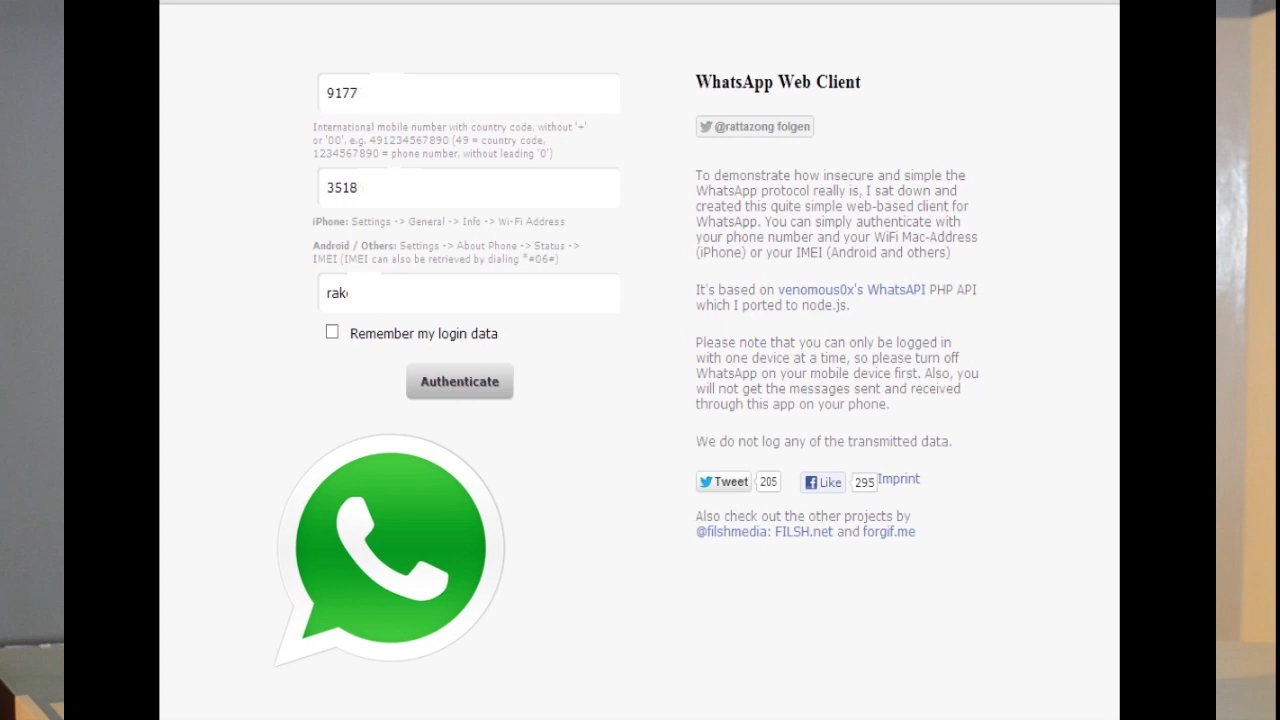 9177
International mobile number with country code, without '+'
or '00', e.g. 491234567890 (49 = country code,
1234567890 = phone number, without leading '0')
3518
iPhone: Settings -> General -> Info -> Wi-Fi Address
Android / Others: Settings -> About Phone -> Status ->
IMEI (IMEI can also be retrieved by dialing *#06#)
rak
Remember my login data
Authenticate
WhatsApp Web Client
@rattazong folgen
To demonstrate how insecure and simple the
WhatsApp protocol really is, I sat down and
created this quite simple web-based client for
WhatsApp. You can simply authenticate with
your phone number and your WiFi Mac-Address
(iPhone) or your IMEI (Android and others)
It's based on venomous0x's WhatsAPI PHP API
which I ported to node.js.
Please note that you can only be logged in
with one device at a time, so please turn off
WhatsApp on your mobile device first. Also, you
will not get the messages sent and received
through this app on your phone.
We do not log any of the transmitted data.
Tweet 205 Like 295 Imprint
Also check out the other projects by
@filshmedia: FILSH.net and forgif.me